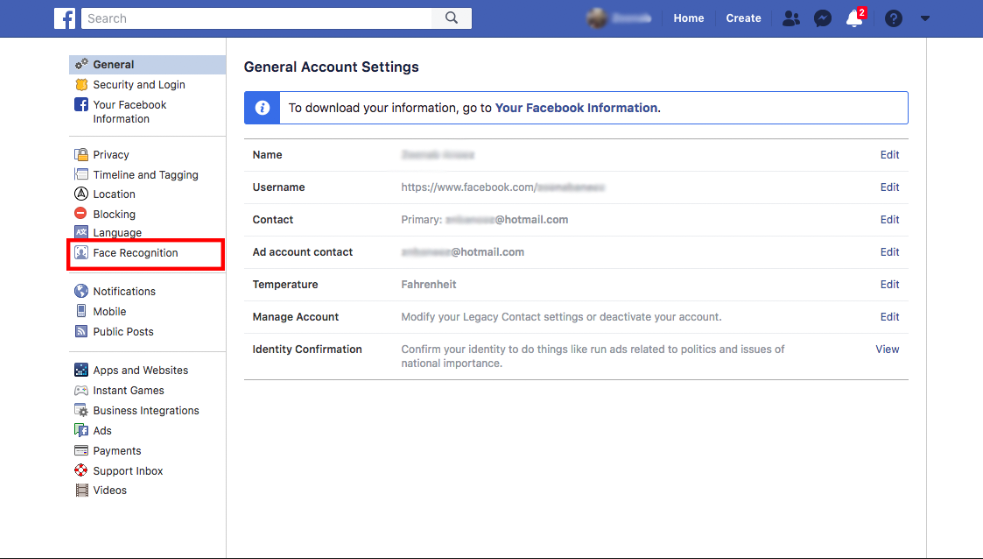 Search
Home
Create
2
General
Security and Login
Your Facebook
Information
Privacy
Timeline and Tagging
Location
Blocking
Language
Face Recognition
Notifications
Mobile
Public Posts
Apps and Websites
Instant Games
Business Integrations
Ads
Payments
Support Inbox
Videos
General Account Settings
To download your information, go to Your Facebook Information.
Name Edit
Username https://www.facebook.com/ Edit
Contact Primary: @hotmail.com Edit
Ad account contact @hotmail.com Edit
Temperature Fahrenheit Edit
Manage Account Modify your Legacy Contact settings or deactivate your account. Edit
Identity Confirmation Confirm your identity to do things like run ads related to politics and issues of View
national importance.